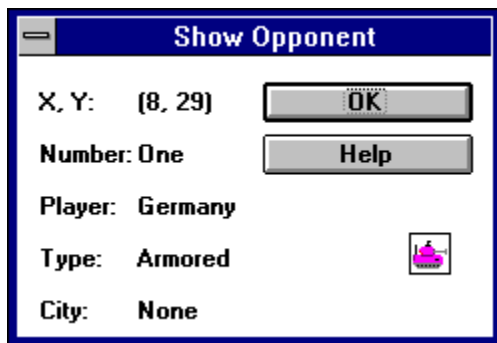 Show Opponent
X, Y: (8, 29) OK
Number: One Help
Player: Germany
Type: Armored
City: None